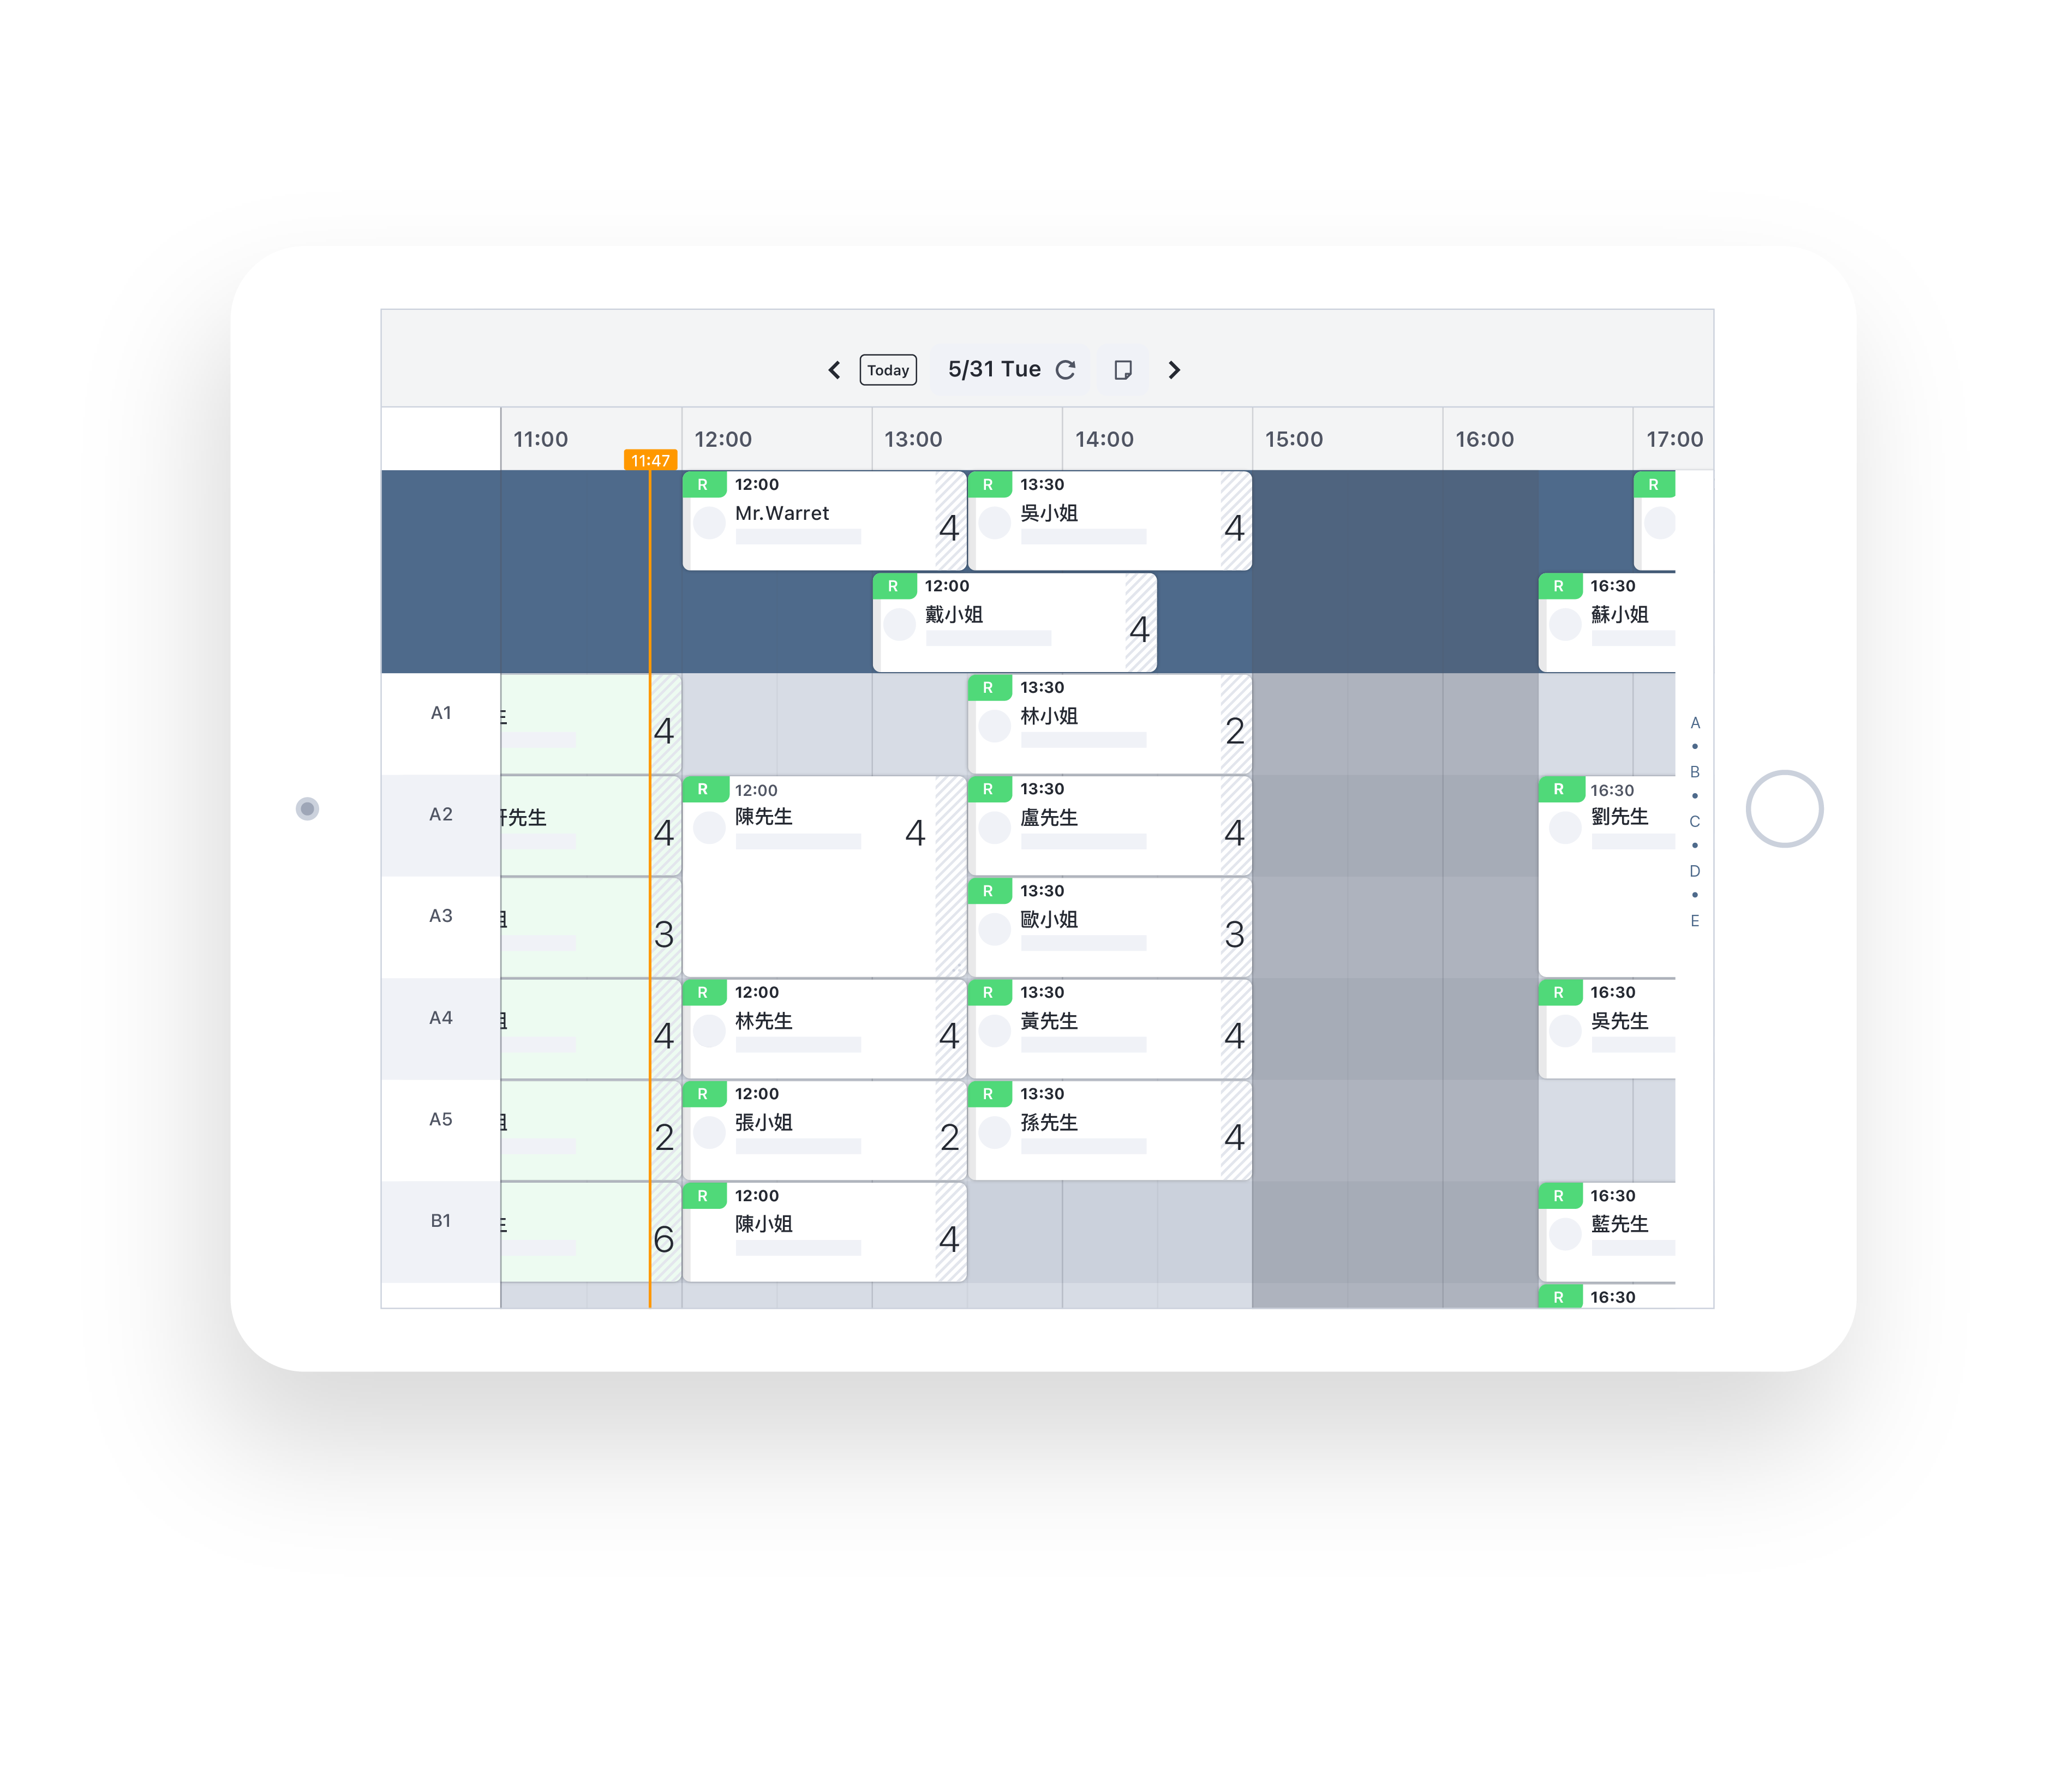 Today 5/31 Tue
11:00 12:00 13:00 14:00 15:00 16:00 17:00
11:47
R 12:00 R 13:30 R
Mr.Warret 吳小姐
4 4
R 12:00 R 16:30
戴小姐 蘇小姐
4
R 13:30
A1 林小姐
4 2
R 12:00 R 13:30 R 16:30
A2 先生 陳先生 盧先生 劉先生
4 4 4
R 13:30
A3 歐小姐
3 3
R 12:00 R 13:30 R 16:30
A4 林先生 黃先生 吳先生
4 4 4
R 12:00 R 13:30
A5 張小姐 孫先生
2 2 4
R 12:00 R 16:30
B1 陳小姐 藍先生
6 4
R 16:30
A
B
C
D
E